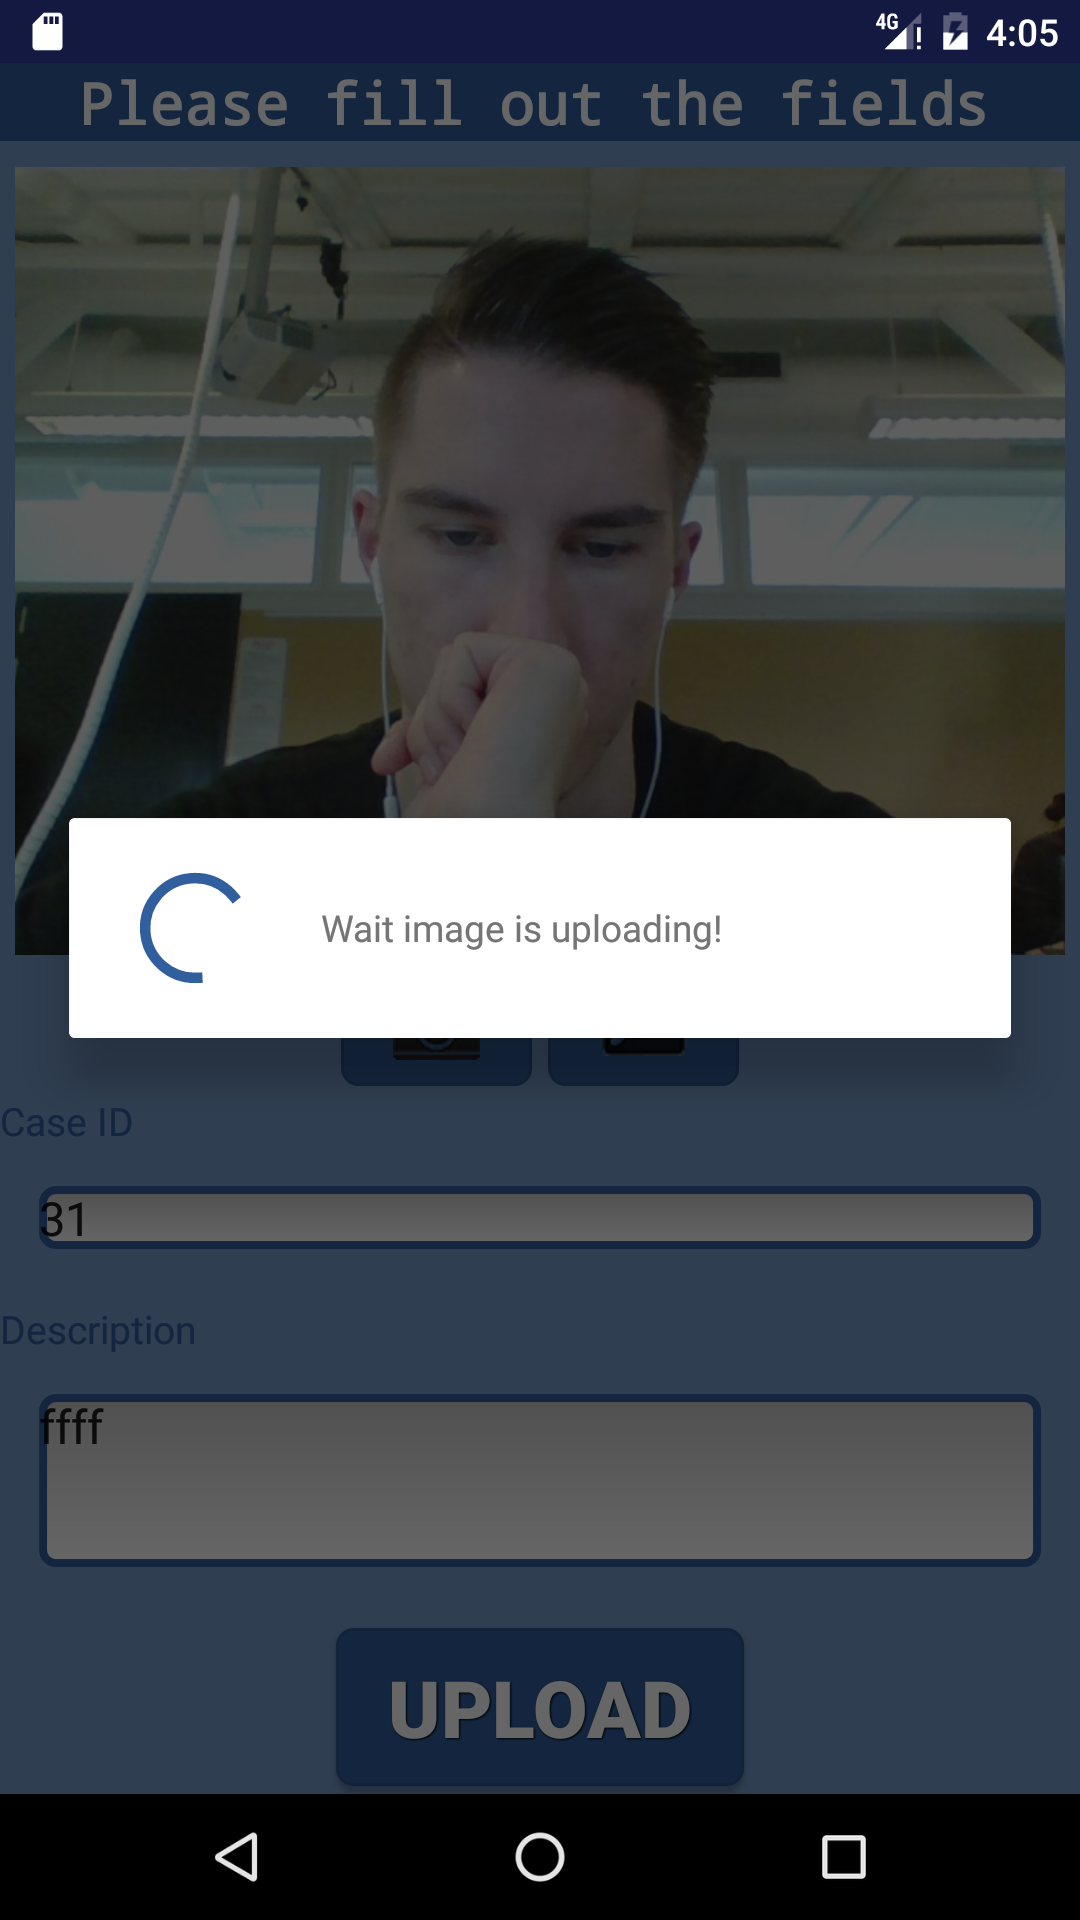 4G ! 4:05
Please fill out the fields
Wait image is uploading!
Case ID
31
Description
ffff
UPLOAD